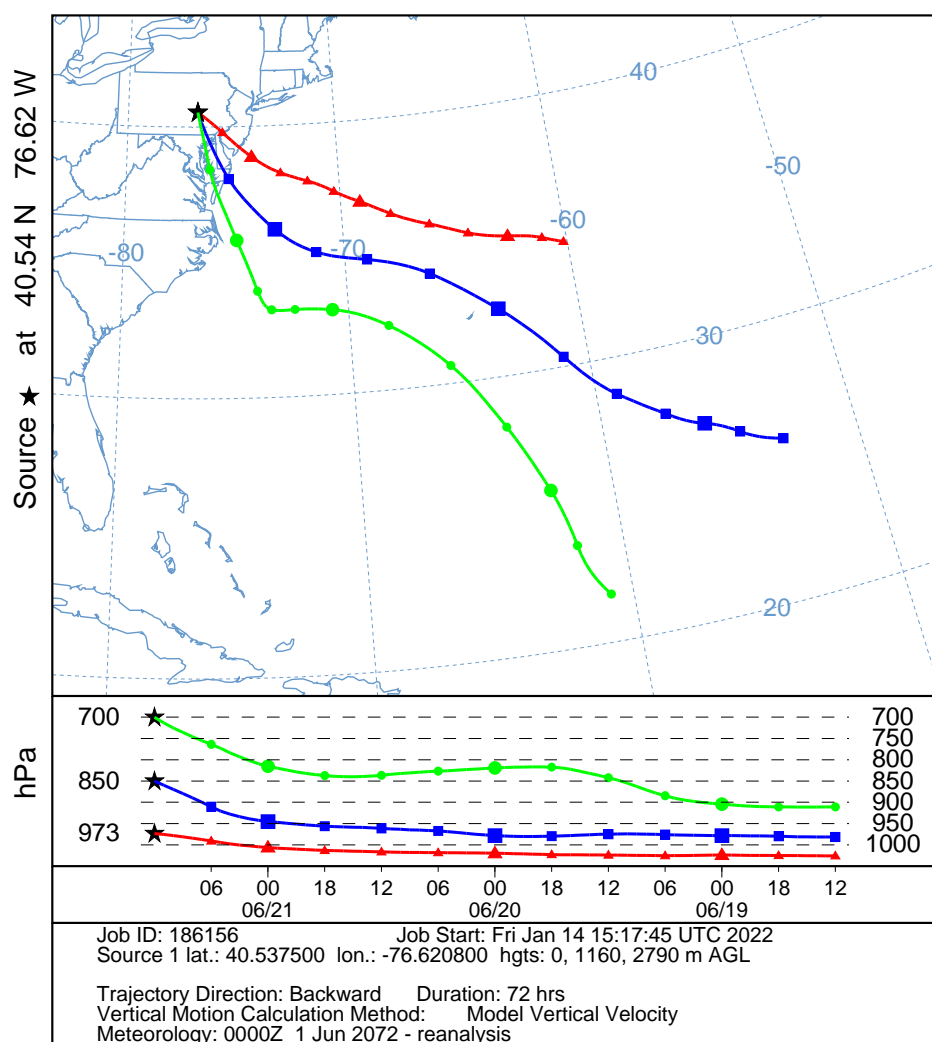 Source ★ at 40.54 N 76.62 W
40
-50
-60
-70
-80
30
20
hPa
700
850
973
700
750
800
850
900
950
1000
06 00 18 12 06 00 18 12 06 00 18 12
06/21 06/20 06/19
Job ID: 186156 Job Start: Fri Jan 14 15:17:45 UTC 2022
Source 1 lat.: 40.537500 lon.: -76.620800 hgts: 0, 1160, 2790 m AGL
Trajectory Direction: Backward Duration: 72 hrs
Vertical Motion Calculation Method: Model Vertical Velocity
Meteorology: 0000Z 1 Jun 2072 - reanalysis